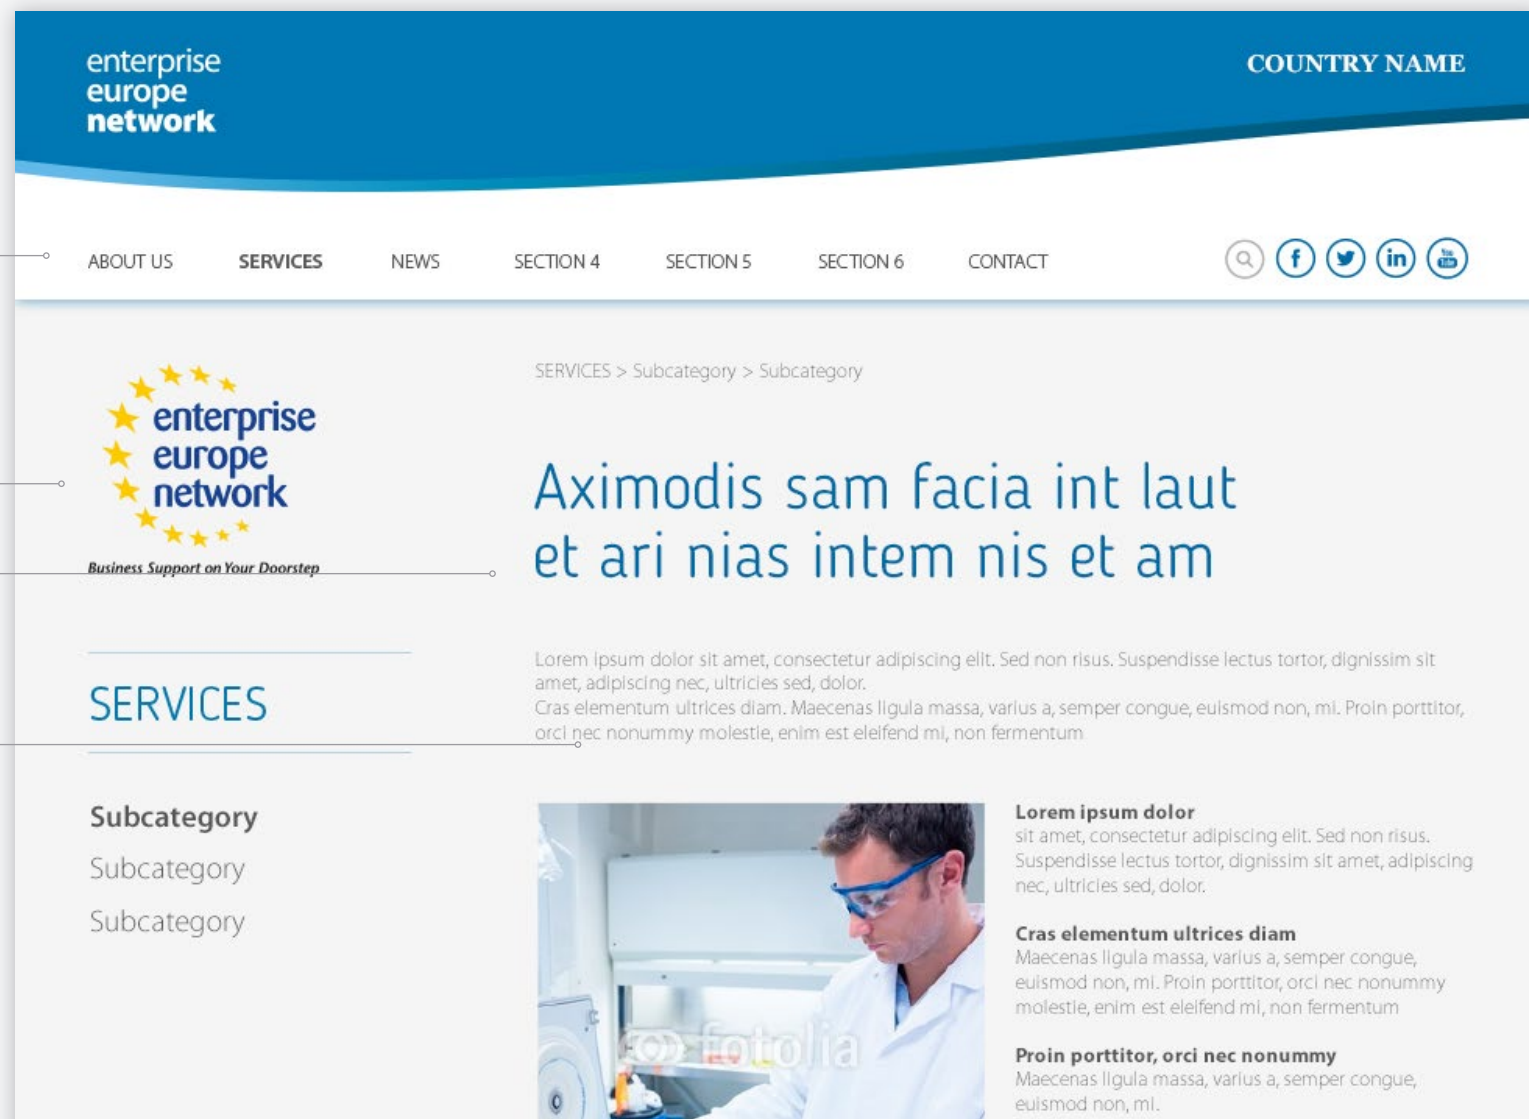 enterprise
europe
network
COUNTRY NAME
ABOUT US
SERVICES
NEWS
SECTION 4
SECTION 5
SECTION 6
CONTACT
f
in
You
Tube
enterprise
europe
network
Business Support on Your Doorstep
SERVICES
Subcategory
Subcategory
Subcategory
SERVICES > Subcategory > Subcategory
Aximodis sam facia int laut
et ari nias intem nis et am
Lorem ipsum dolor sit amet, consectetur adipiscing elit. Sed non risus. Suspendisse lectus tortor, dignissim sit
amet, adipiscing nec, ultricies sed, dolor.
Cras elementum ultrices diam. Maecenas ligula massa, varius a, semper congue, euismod non, mi. Proin porttitor,
orci nec nonummy molestie, enim est eleifend mi, non fermentum
fotolia
Lorem ipsum dolor
sit amet, consectetur adipiscing elit. Sed non risus.
Suspendisse lectus tortor, dignissim sit amet, adipiscing
nec, ultricies sed, dolor.
Cras elementum ultrices diam
Maecenas ligula massa, varius a, semper congue,
euismod non, mi. Proin porttitor, orci nec nonummy
molestie, enim est eleifend mi, non fermentum
Proin porttitor, orci nec nonummy
Maecenas ligula massa, varius a, semper congue,
euismod non, mi.